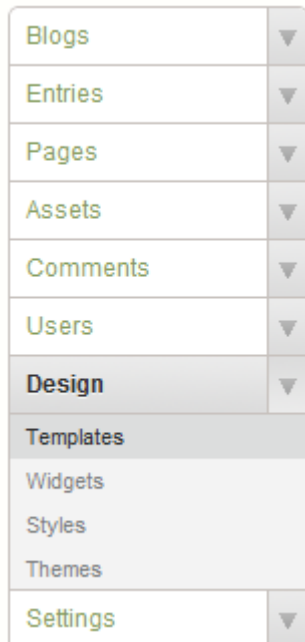 Blogs
Entries
Pages
Assets
Comments
Users
Design
Templates
Widgets
Styles
Themes
Settings